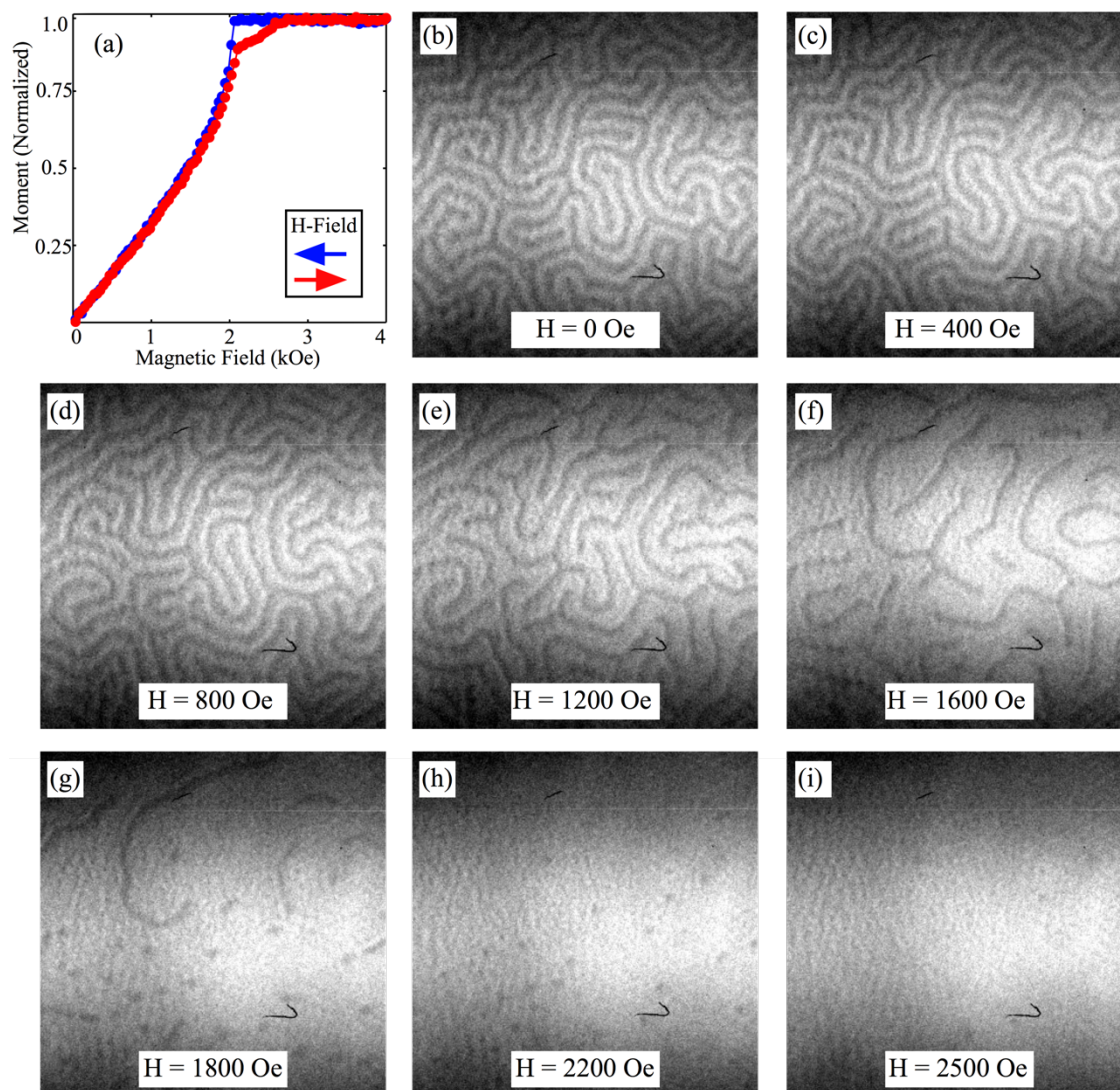 (a)
1.0
0.75
0.5
0.25
Moment (Normalized)
H-Field
0 1 2 3 4
Magnetic Field (kOe)
(b)
H = 0 Oe
(c)
H = 400 Oe
(d)
H = 800 Oe
(e)
H = 1200 Oe
(f)
H = 1600 Oe
(g)
H = 1800 Oe
(h)
H = 2200 Oe
(i)
H = 2500 Oe